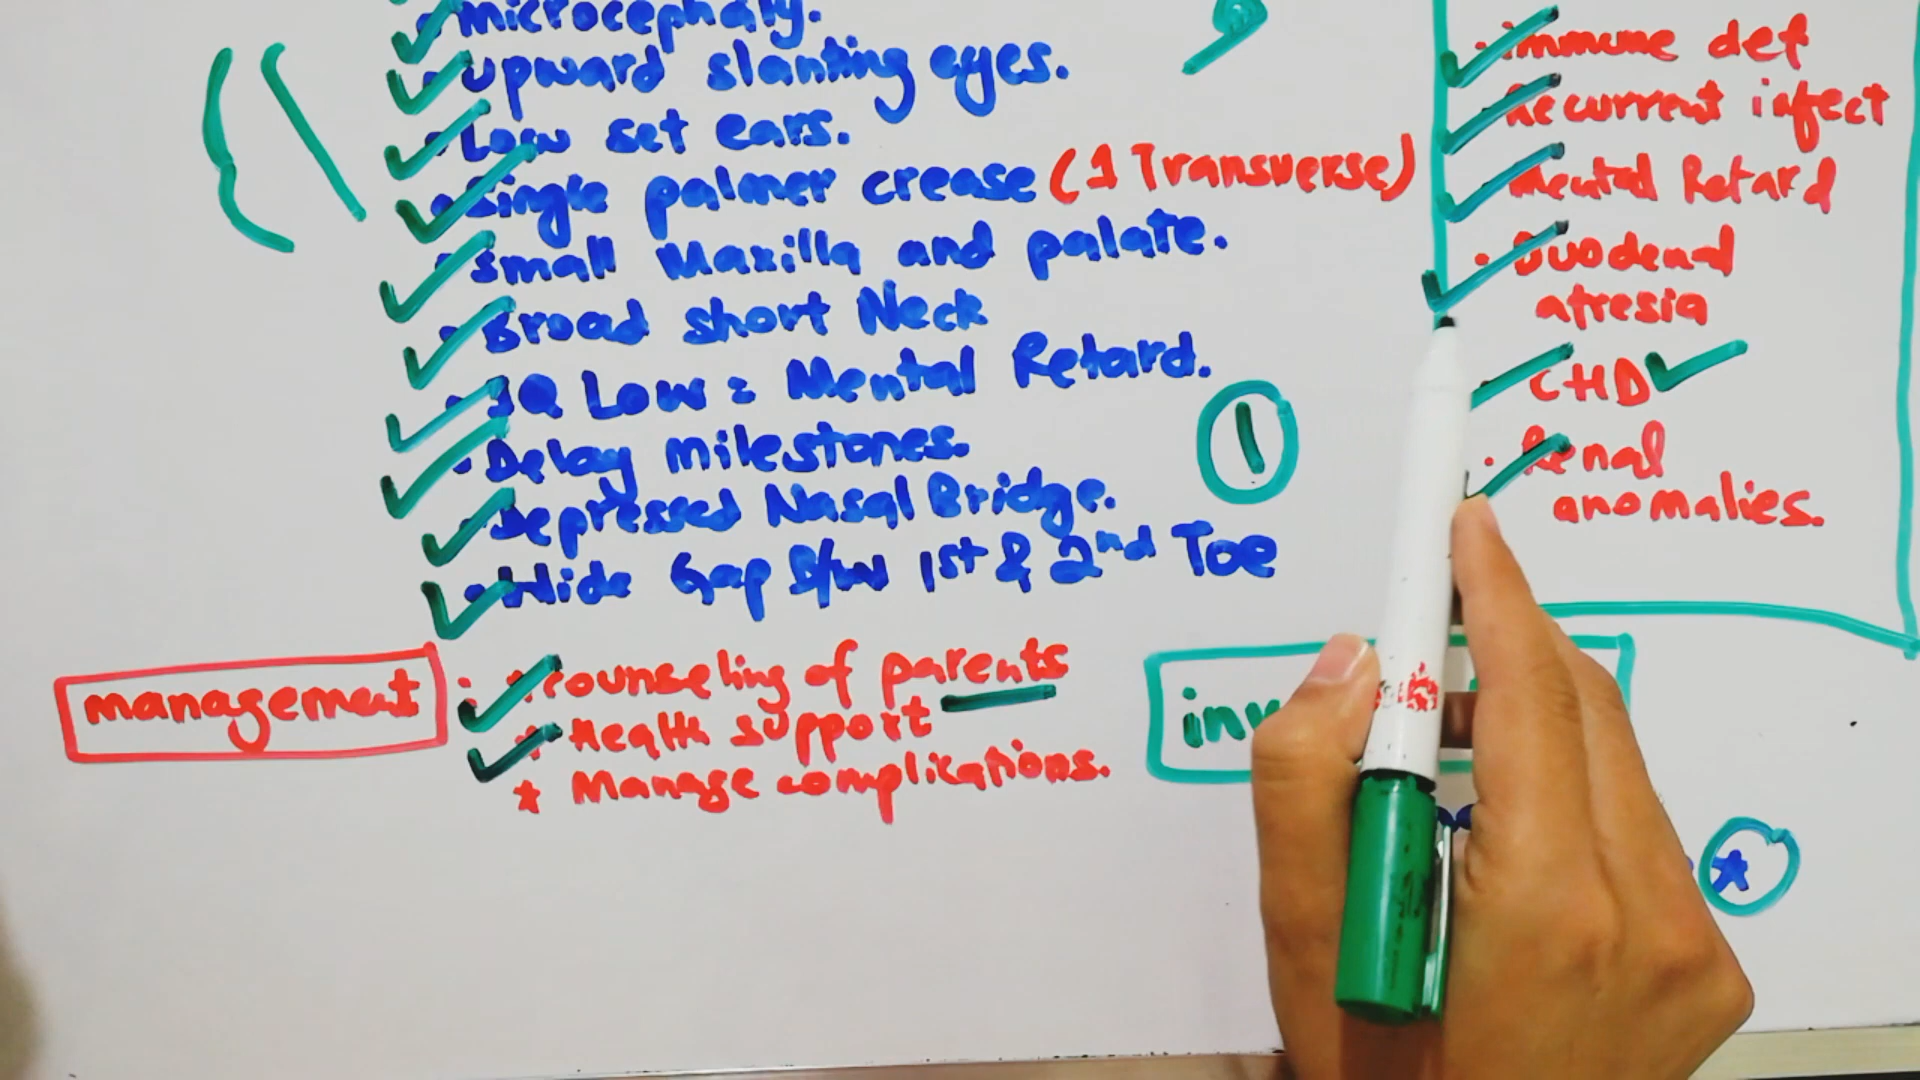 microcephaly.
upward slanting eyes.
Low set ears.
Single palmer crease (1 Transverse)
small Maxilla and palate.
Broad short Neck
IQ Low = Mental Retard.
Delay milestones.
Depressed Nasal Bridge.
Wide Gap b/w 1st & 2nd Toe
1
management
counseling of parents
* Health support
* Manage complications.
immune def
Recurrent infect
Mental Retard
Duodenal
atresia
CHD
Renal
anomalies.
inv